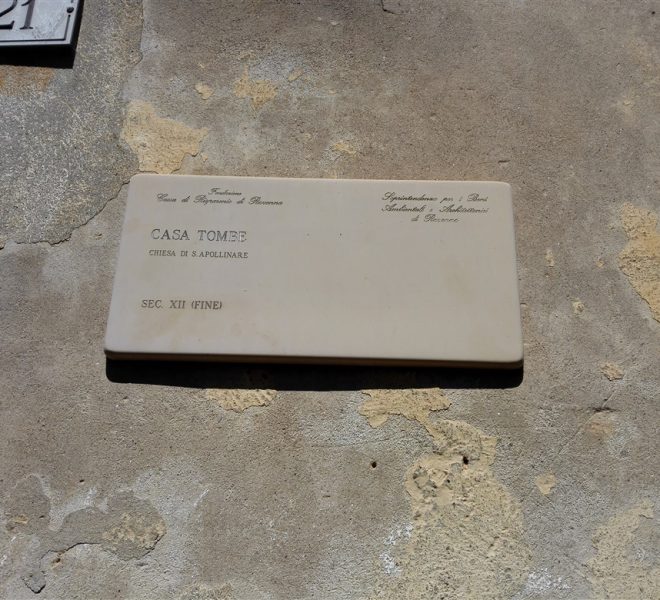 21
Fondazione
Cassa di Risparmio di Ravenna
Soprintendenza per i Beni
Ambientali e Architettonici
di Ravenna
CASA TOMBE
CHIESA DI S.APOLLINARE
SEC. XII (FINE)